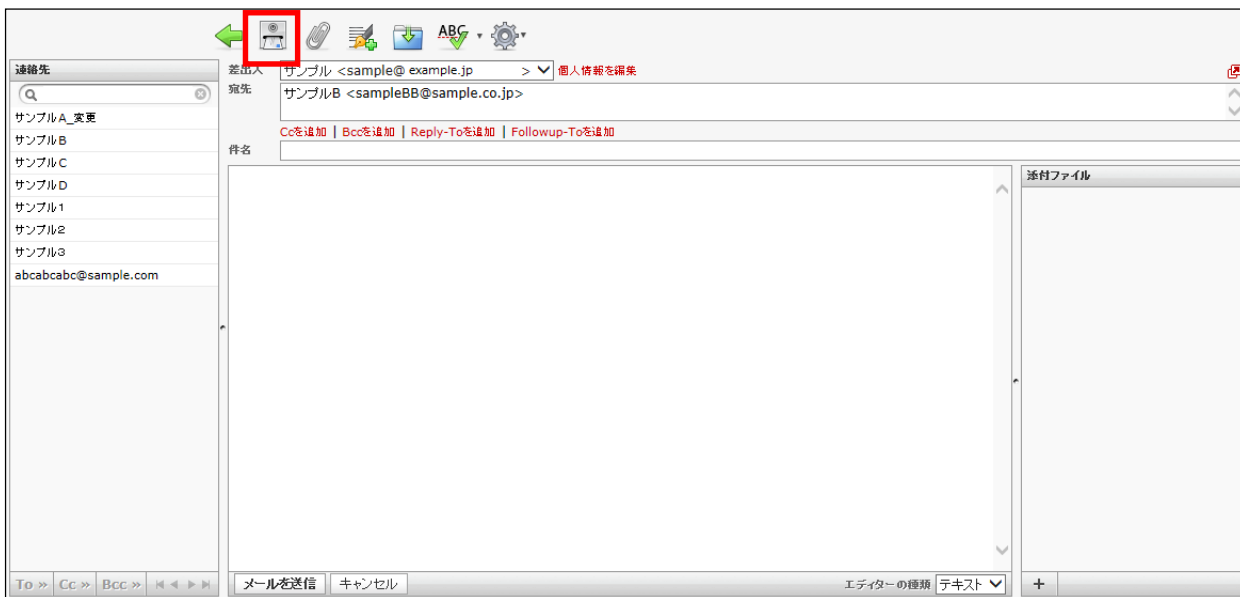 ABC
連絡先
サンプルA_変更
サンプルB
サンプルC
サンプルD
サンプル1
サンプル2
サンプル3
abcabcabc@sample.com
To » Cc » Bcc »
差出人 サンプル <sample@ example.jp > 個人情報を編集
宛先 サンプルB <sampleBB@sample.co.jp>
Ccを追加 | Bccを追加 | Reply-Toを追加 | Followup-Toを追加
件名
メールを送信 キャンセル エディターの種類 テキスト
添付ファイル
+